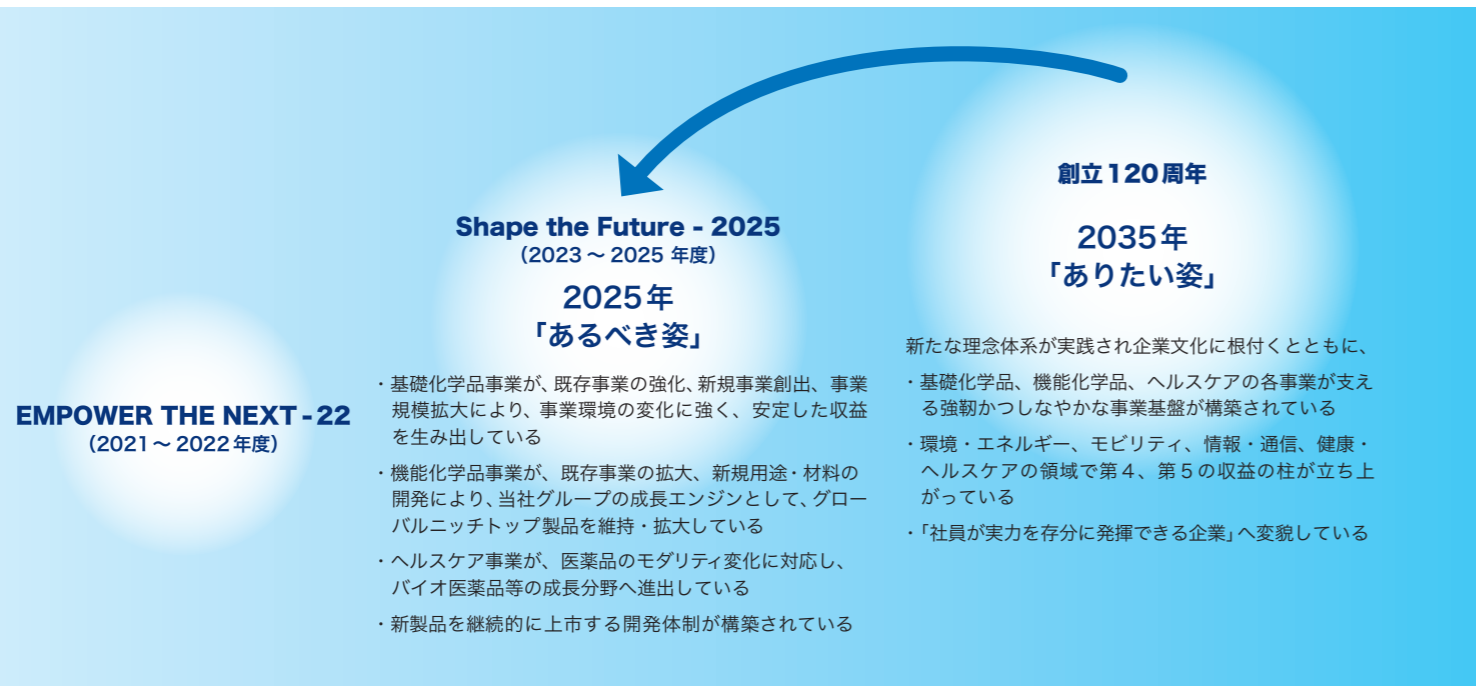 EMPOWER THE NEXT - 22
(2021～2022年度)
Shape the Future - 2025
(2023～2025 年度)
2025年
「あるべき姿」
・基礎化学品事業が、既存事業の強化、新規事業創出、事業
規模拡大により、事業環境の変化に強く、安定した収益
を生み出している
・機能化学品事業が、既存事業の拡大、新規用途・材料の
開発により、当社グループの成長エンジンとして、グロー
バルニッチトップ製品を維持・拡大している
・ヘルスケア事業が、医薬品のモダリティ変化に対応し、
バイオ医薬品等の成長分野へ進出している
・新製品を継続的に上市する開発体制が構築されている
創立120周年
2035年
「ありたい姿」
新たな理念体系が実践され企業文化に根付くとともに、
・基礎化学品、機能化学品、ヘルスケアの各事業が支え
る強靭かつしなやかな事業基盤が構築されている
・環境・エネルギー、モビリティ、情報・通信、健康・
ヘルスケアの領域で第４、第５の収益の柱が立ち上
がっている
・「社員が実力を存分に発揮できる企業」へ変貌している